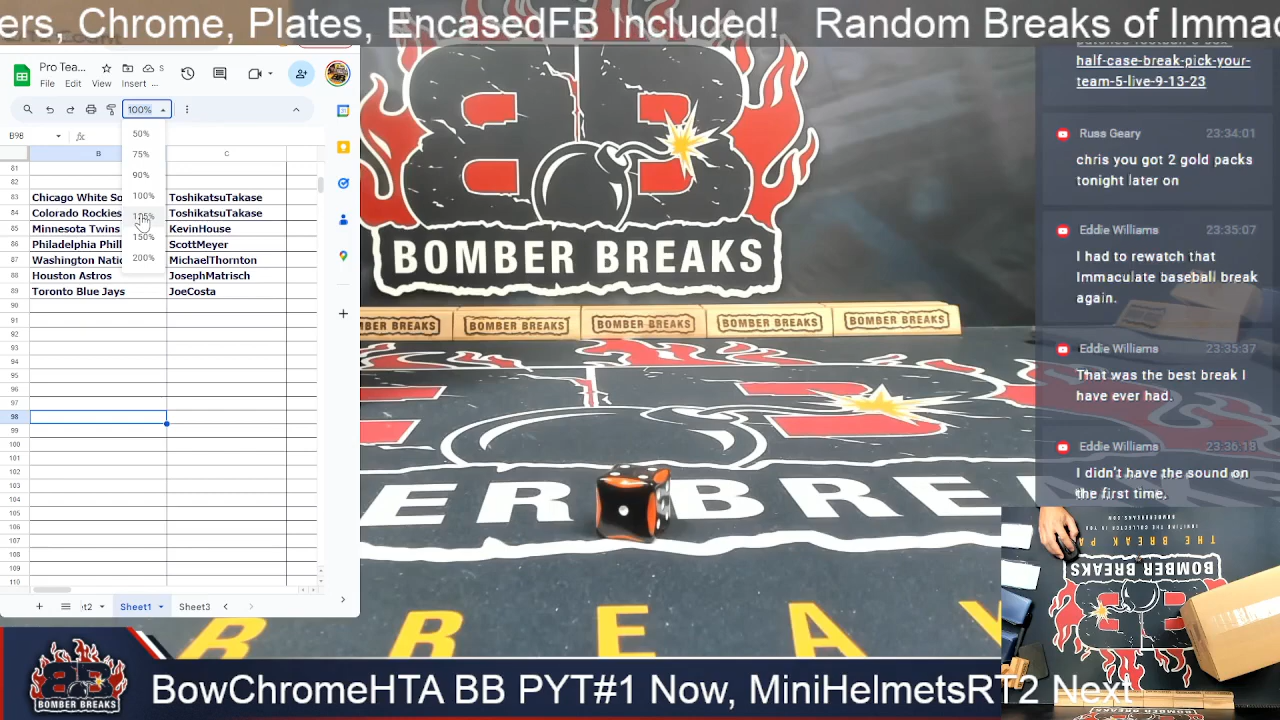 ers, Chrome, Plates, EncasedFB Included! Random Breaks of Immac
Pro Tea...
File Edit View Insert ...
100%
B98
fx
50%
75%
90%
100%
125%
150%
200%
B C
81
82
83 Chicago White So ToshikatsuTakase
84 Colorado Rockies ToshikatsuTakase
85 Minnesota Twins KevinHouse
86 Philadelphia Phill ScottMeyer
87 Washington Natio MichaelThornton
88 Houston Astros JosephMatrisch
89 Toronto Blue Jays JoeCosta
90
91
92
93
94
95
96
97
98
99
100
101
102
103
104
105
106
107
108
109
110
Sheet1 Sheet3
BOMBER BREAKS
BOMBER BREAKS
BOMBER BREAKS
BOMBER BREAKS
BOMBER BREAKS
BOMBER BREAKS
ER BRE
B R E A
half-case-break-pick-your-
team-5-live-9-13-23
Russ Geary 23:34:01
chris you got 2 gold packs
tonight later on
Eddie Williams 23:35:07
I had to rewatch that
Immaculate baseball break
again.
Eddie Williams 23:35:37
That was the best break I
have ever had.
Eddie Williams 23:36:18
I didn't have the sound on
the first time.
THE BREAK PA
BOMBER BREAKS
BOMBER BREAKS
BowChromeHTA BB PYT#1 Now, MiniHelmetsRT2 Next